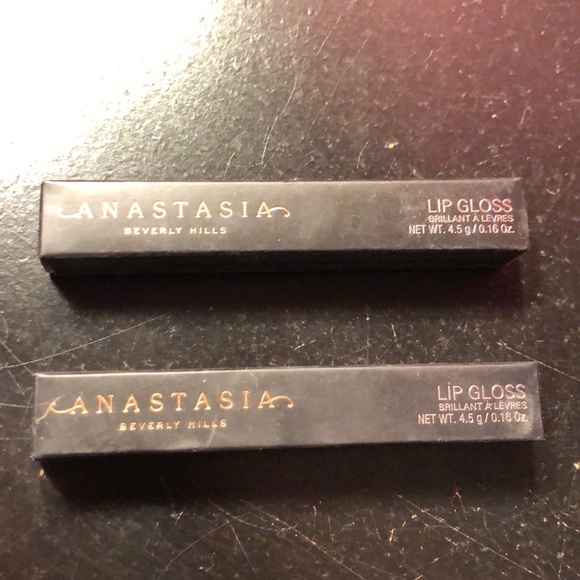 ANASTASIA
BEVERLY HILLS
LIP GLOSS
BRILLANT À LÈVRES
NET WT. 4.5 g / 0.16 Oz.
ANASTASIA
BEVERLY HILLS
LIP GLOSS
BRILLANT À LÈVRES
NET WT. 4.5 g / 0.16 Oz.